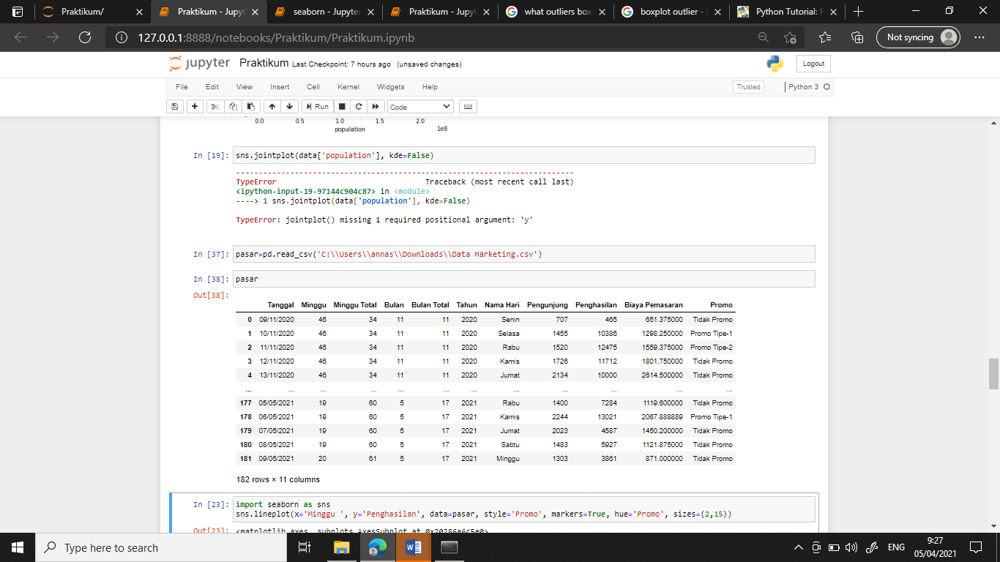 Praktikum/
Praktikum - Jupyt
seaborn - Jupyter
Praktikum - Jupyt
what outliers box
boxplot outlier -
Python Tutorial: P
127.0.0.1:8888/notebooks/Praktikum/Praktikum.ipynb
Not syncing
jupyter Praktikum Last Checkpoint: 7 hours ago (unsaved changes)
Logout
File Edit View Insert Cell Kernel Widgets Help
Trusted
Python 3
Run
Code
0.0 0.5 1.0 1.5 2.0
population 1e8
In [19]: sns.jointplot(data['population'], kde=False)
---------------------------------------------------------------------------
TypeError Traceback (most recent call last)
<ipython-input-19-97144c904c87> in <module>
----> 1 sns.jointplot(data['population'], kde=False)
TypeError: jointplot() missing 1 required positional argument: 'y'
In [37]: pasar=pd.read_csv('C:\\Users\\annas\\Downloads\\Data Marketing.csv')
In [38]: pasar
Out[38]:
Tanggal Minggu Minggu Total Bulan Bulan Total Tahun Nama Hari Pengunjung Penghasilan Biaya Pemasaran Promo
0 09/11/2020 46 34 11 11 2020 Senin 707 465 651.375000 Tidak Promo
1 10/11/2020 46 34 11 11 2020 Selasa 1455 10386 1298.250000 Promo Tipe-1
2 11/11/2020 46 34 11 11 2020 Rabu 1520 12475 1559.375000 Promo Tipe-2
3 12/11/2020 46 34 11 11 2020 Kamis 1726 11712 1801.750000 Tidak Promo
4 13/11/2020 46 34 11 11 2020 Jumat 2134 10000 2614.500000 Tidak Promo
... ... ... ... ... ... ... ... ... ... ... ...
177 05/05/2021 19 60 5 17 2021 Rabu 1400 7284 1119.600000 Tidak Promo
178 06/05/2021 19 60 5 17 2021 Kamis 2244 13021 2067.888889 Promo Tipe-1
179 07/05/2021 19 60 5 17 2021 Jumat 2023 4587 1450.200000 Tidak Promo
180 08/05/2021 19 60 5 17 2021 Sabtu 1483 5927 1121.875000 Tidak Promo
181 09/05/2021 20 61 5 17 2021 Minggu 1303 3861 871.000000 Tidak Promo
182 rows × 11 columns
In [23]: import seaborn as sns
sns.lineplot(x='Minggu ', y='Penghasilan', data=pasar, style='Promo', markers=True, hue='Promo', sizes=(2,15))
Out[23]: <matplotlib.axes._subplots.AxesSubplot at 0x20286a6c5e0>
Type here to search
ENG
9:27
05/04/2021